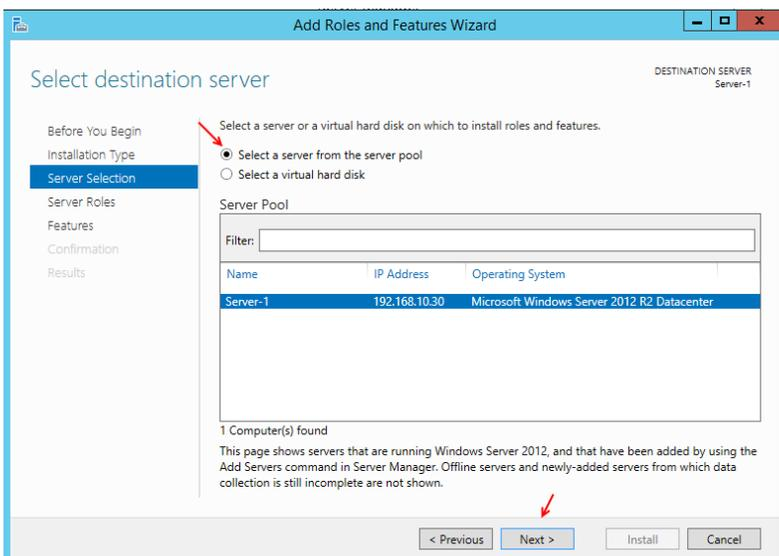 Add Roles and Features Wizard
Select destination server
DESTINATION SERVER
Server-1
Before You Begin
Installation Type
Server Selection
Server Roles
Features
Confirmation
Results
Select a server or a virtual hard disk on which to install roles and features.
Select a server from the server pool
Select a virtual hard disk
Server Pool
Filter:
Name IP Address Operating System
Server-1 192.168.10.30 Microsoft Windows Server 2012 R2 Datacenter
1 Computer(s) found
This page shows servers that are running Windows Server 2012, and that have been added by using the
Add Servers command in Server Manager. Offline servers and newly-added servers from which data
collection is still incomplete are not shown.
< Previous Next > Install Cancel